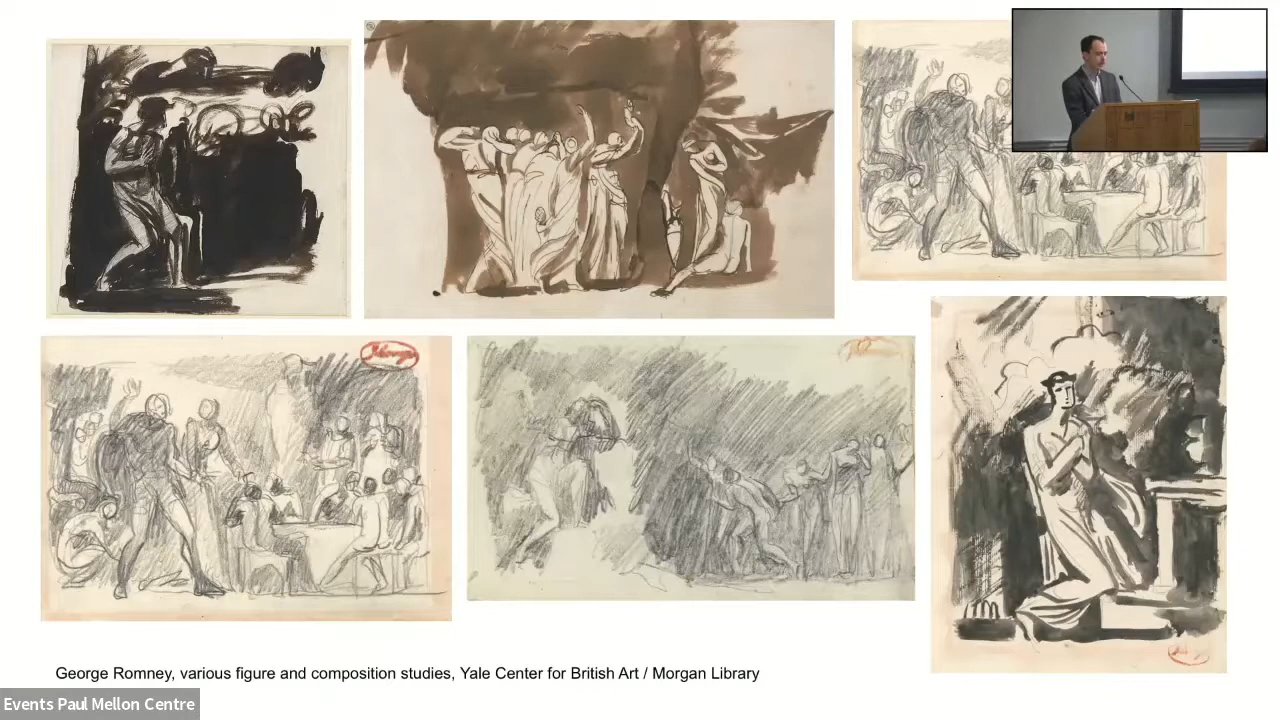 George Romney, various figure and composition studies, Yale Center for British Art / Morgan Library
Events Paul Mellon Centre